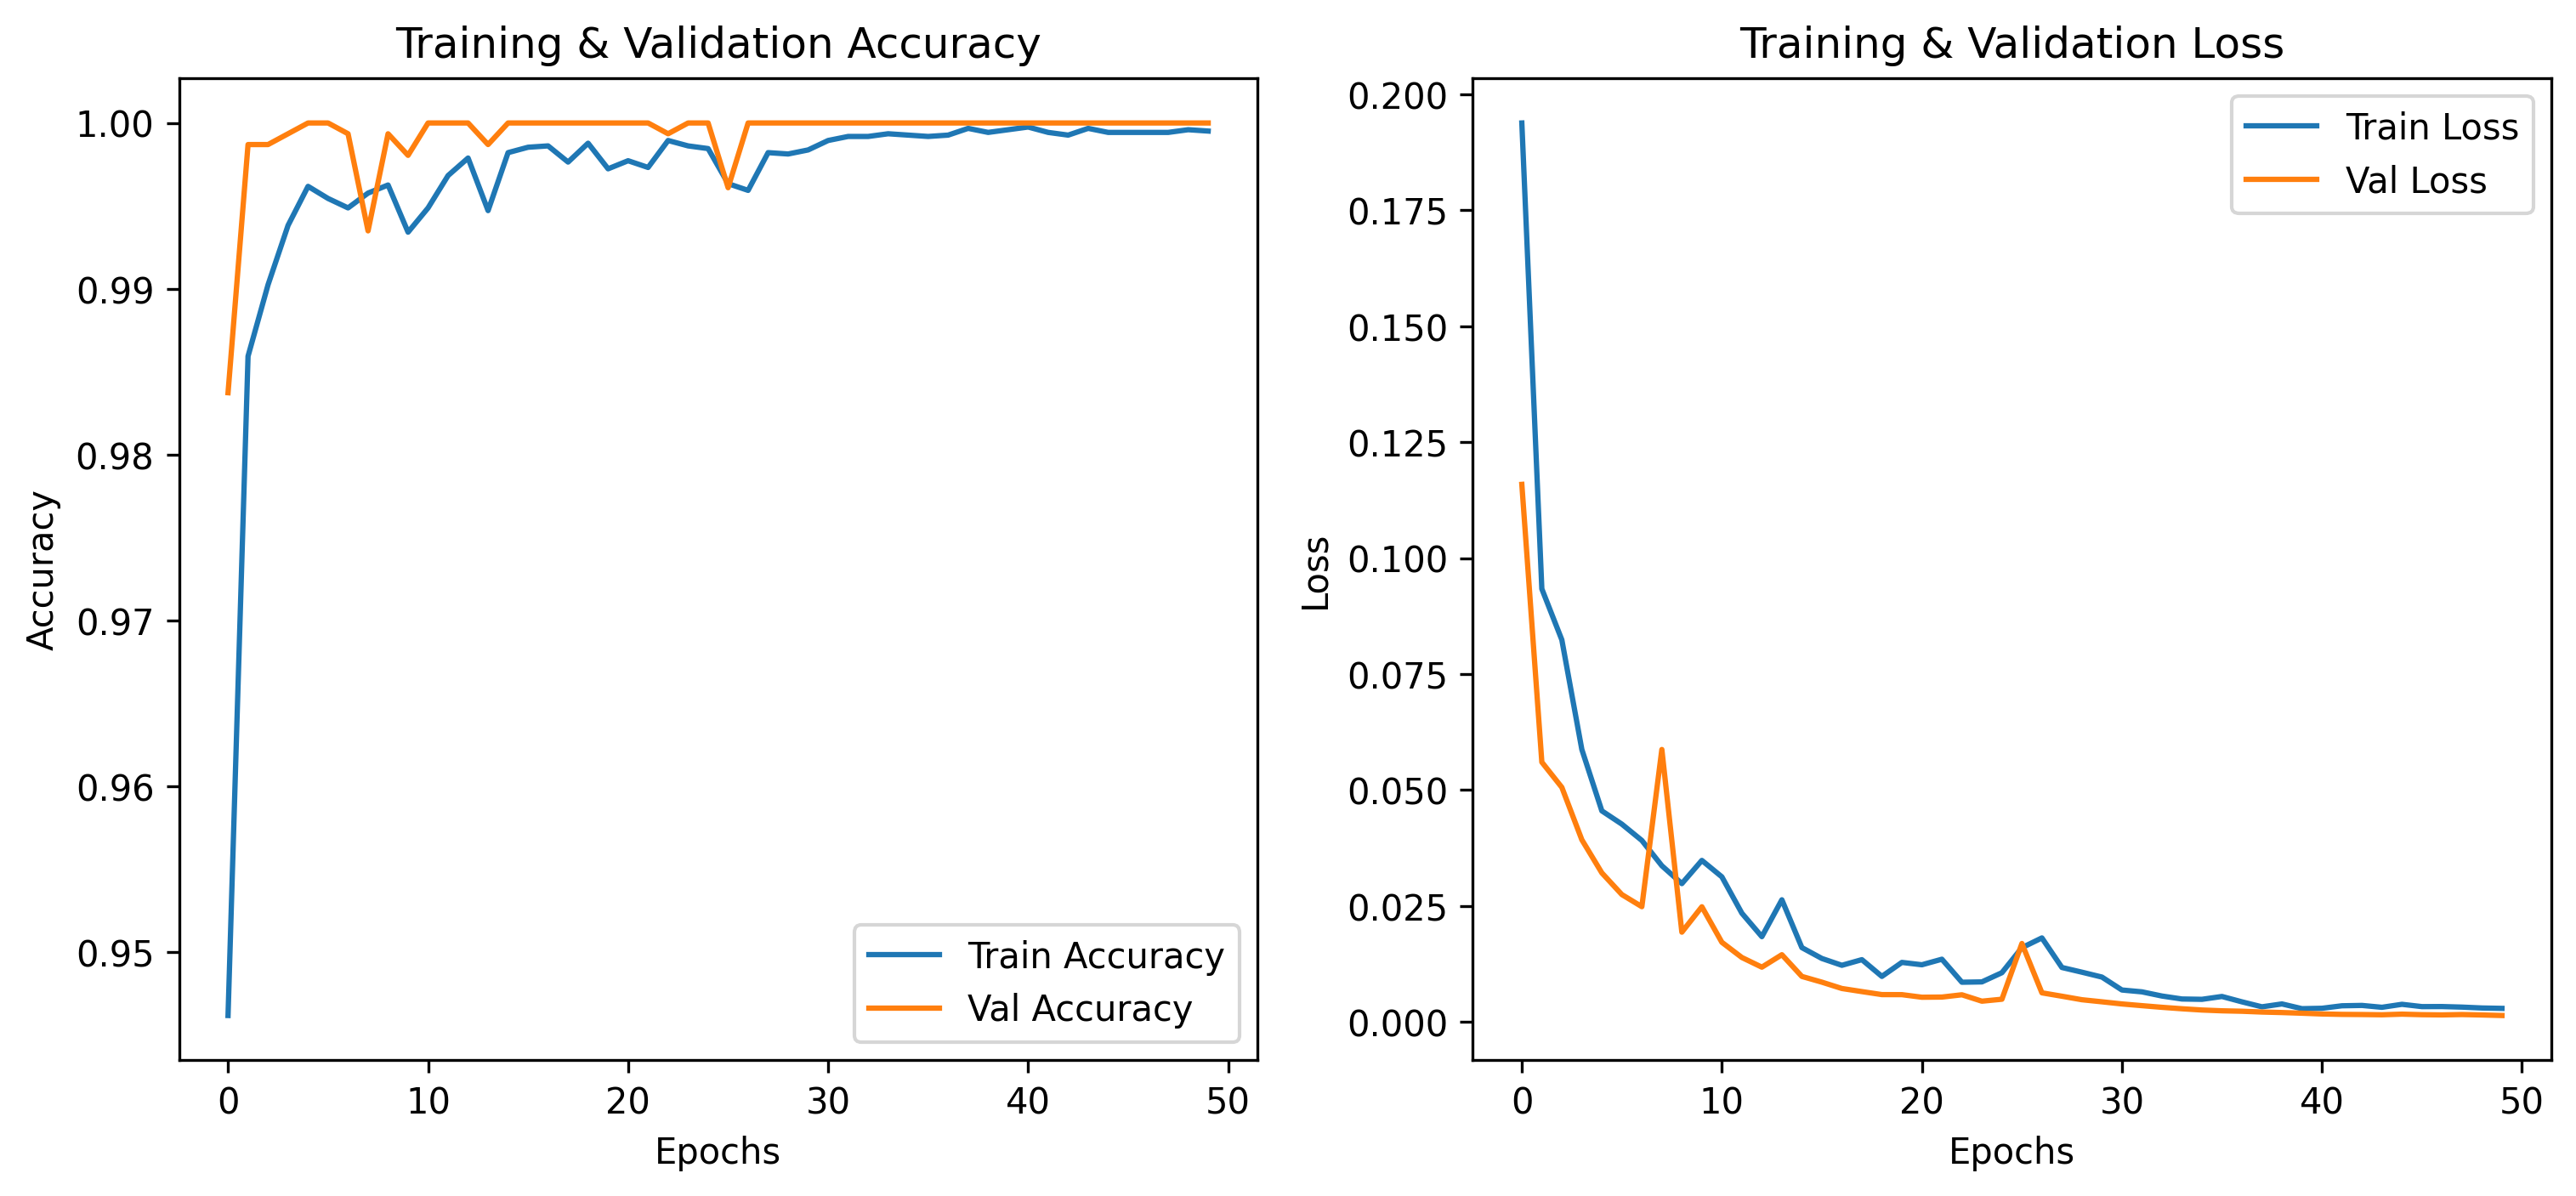 Training & Validation Accuracy
1.00
0.99
0.98
0.97
0.96
0.95
Accuracy
Train Accuracy
Val Accuracy
0 10 20 30 40 50
Epochs
Training & Validation Loss
0.200
0.175
0.150
0.125
0.100
0.075
0.050
0.025
0.000
Loss
Train Loss
Val Loss
0 10 20 30 40 50
Epochs